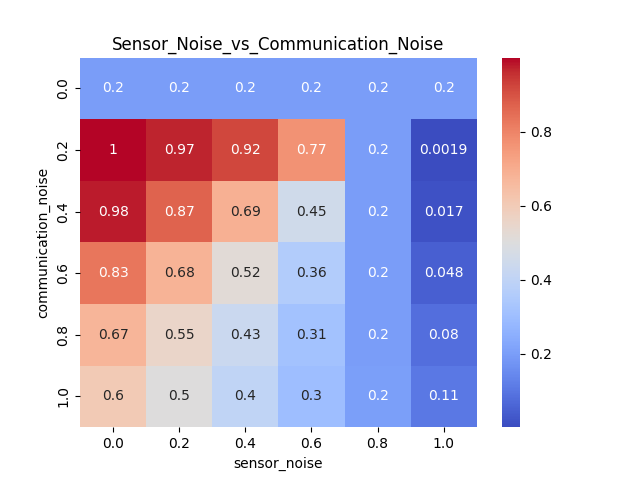 Sensor_Noise_vs_Communication_Noise
communication_noise
0.0 0.2 0.2 0.2 0.2 0.2 0.2
0.2 1 0.97 0.92 0.77 0.2 0.0019
0.4 0.98 0.87 0.69 0.45 0.2 0.017
0.6 0.83 0.68 0.52 0.36 0.2 0.048
0.8 0.67 0.55 0.43 0.31 0.2 0.08
1.0 0.6 0.5 0.4 0.3 0.2 0.11
0.0 0.2 0.4 0.6 0.8 1.0
sensor_noise
0.8
0.6
0.4
0.2